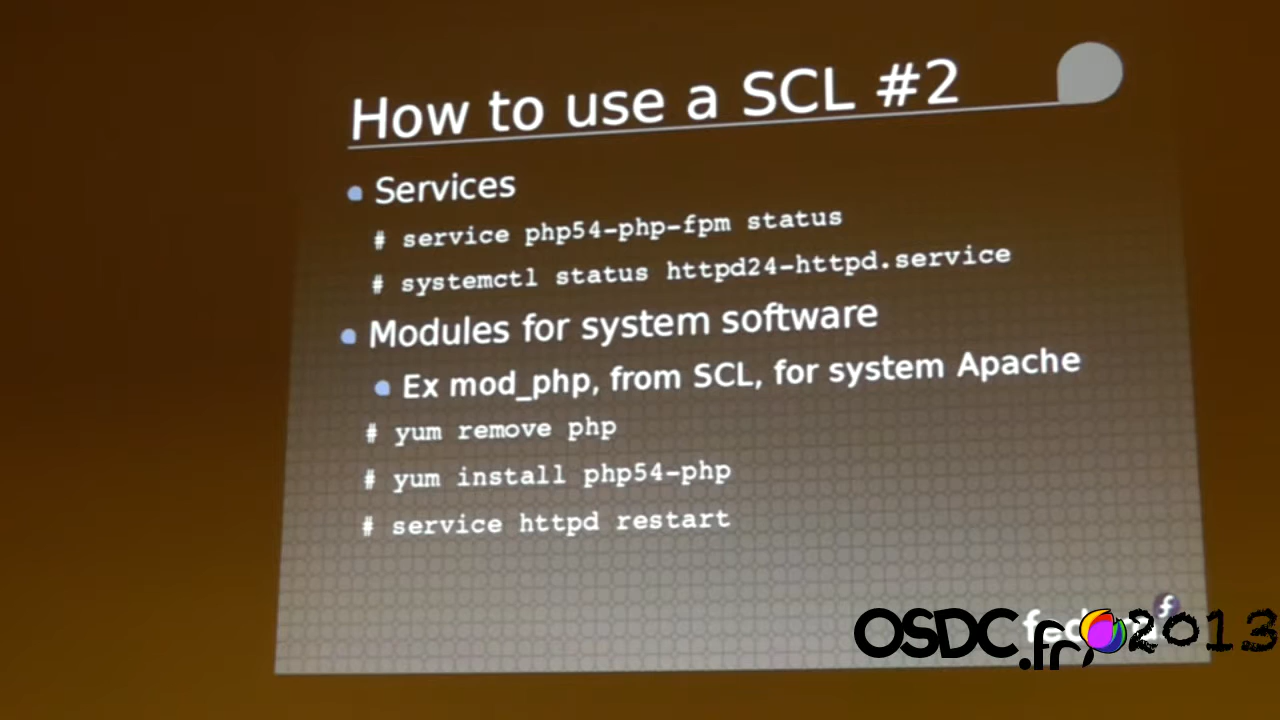 How to use a SCL #2
Services
# service php54-php-fpm status
# systemctl status httpd24-httpd.service
Modules for system software
Ex mod_php, from SCL, for system Apache
# yum remove php
# yum install php54-php
# service httpd restart
OSDC.fr 2013